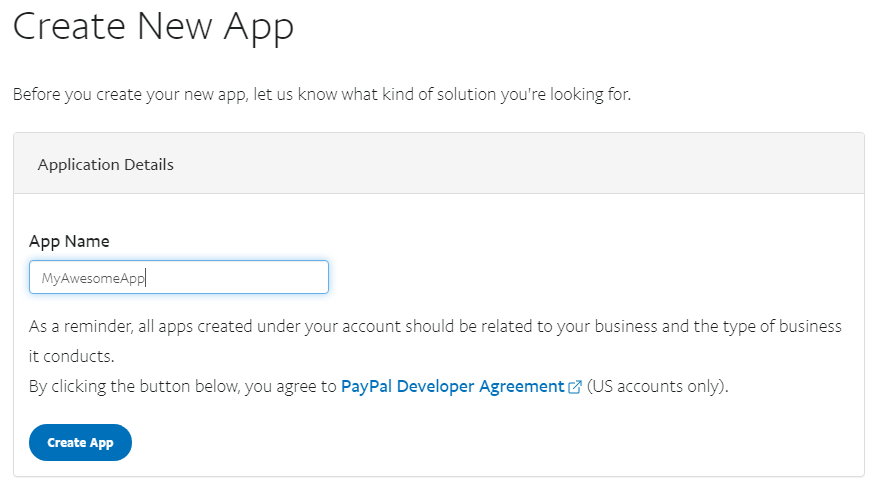 Create New App
Before you create your new app, let us know what kind of solution you're looking for.
Application Details
App Name
MyAwesomeApp
As a reminder, all apps created under your account should be related to your business and the type of business
it conducts.
By clicking the button below, you agree to PayPal Developer Agreement (US accounts only).
Create App